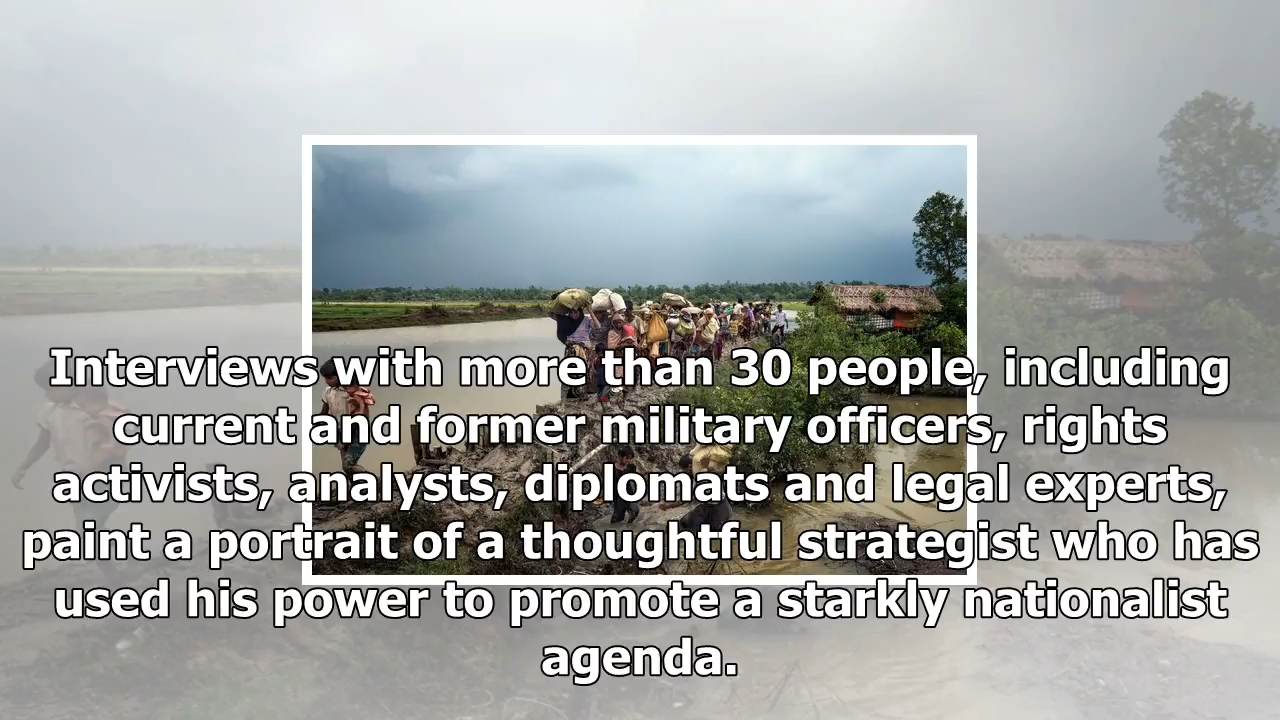 Interviews with more than 30 people, including
current and former military officers, rights
activists, analysts, diplomats and legal experts,
paint a portrait of a thoughtful strategist who has
used his power to promote a starkly nationalist
agenda.